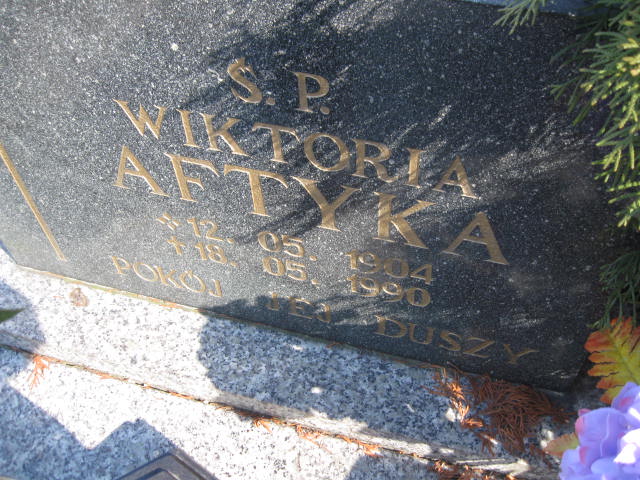 Ś. P.
WIKTORIA
AFTYKA
* 12. 05. 1904
+ 18. 05. 1990
POKÓJ JEJ DUSZY